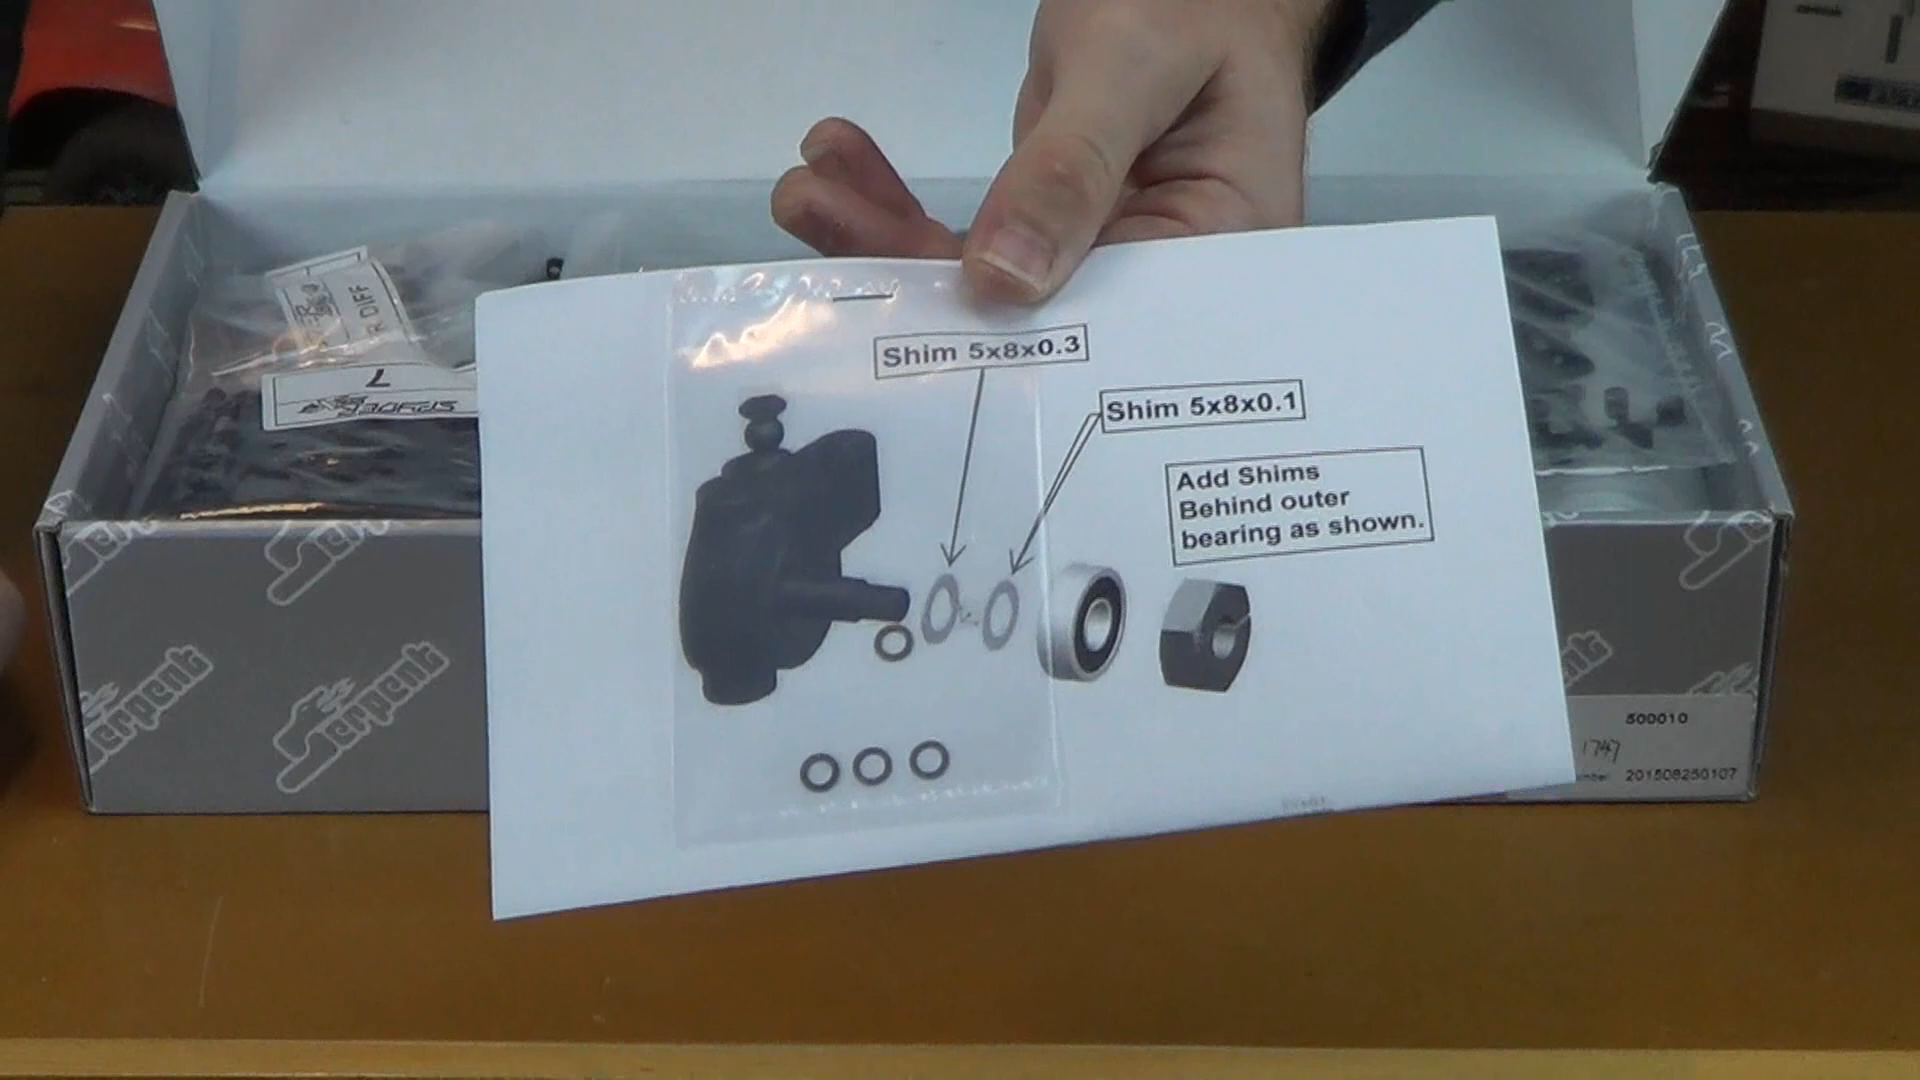 Shim 5x8x0.3
Shim 5x8x0.1
Add Shims
Behind outer
bearing as shown.
R DIFF
7
SPYDER
Serpent
Serpent
Serpent
Serpent
500010
1747
201508250107